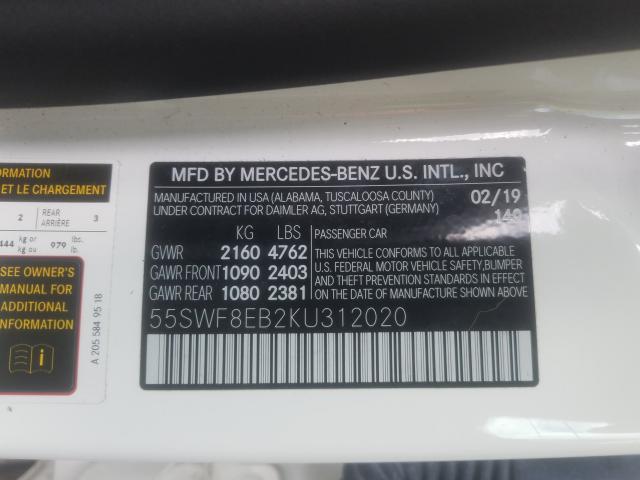 ORMATION
ET LE CHARGEMENT
2 REAR ARRIÈRE 3
444 kg or kg ou 979 lbs. lb.
SEE OWNER'S
MANUAL FOR
ADDITIONAL
INFORMATION
A 205 584 95 18
MFD BY MERCEDES-BENZ U.S. INTL., INC
MANUFACTURED IN USA (ALABAMA, TUSCALOOSA COUNTY)
UNDER CONTRACT FOR DAIMLER AG, STUTTGART (GERMANY)
02/19
149
KG LBS
GVWR 2160 4762
GAWR FRONT 1090 2403
GAWR REAR 1080 2381
PASSENGER CAR
THIS VEHICLE CONFORMS TO ALL APPLICABLE
U.S. FEDERAL MOTOR VEHICLE SAFETY, BUMPER
AND THEFT PREVENTION STANDARDS IN EFFECT
ON THE DATE OF MANUFACTURE SHOWN ABOVE
55SWF8EB2KU312020